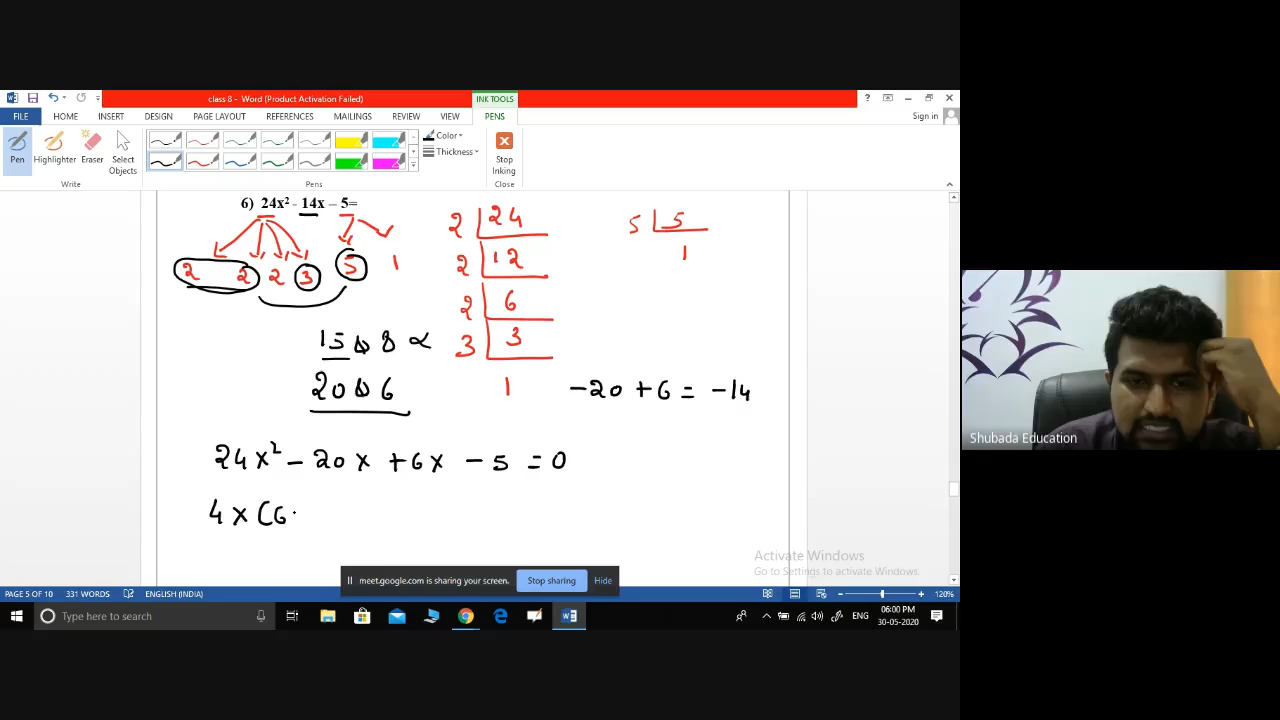 class 8 - Word (Product Activation Failed)
INK TOOLS
Sign in
FILE HOME INSERT DESIGN PAGE LAYOUT REFERENCES MAILINGS REVIEW VIEW PENS
Pen Highlighter Eraser Select Objects
Color
Thickness
Stop Inking
Write Pens Close
6) 24x² - 14x – 5=
2 2 2 3 5 1
2 24
2 12
2 6
3 3
1
5 5
1
15 & 8 ∝
20 & 6
-20 + 6 = -14
24x² - 20x + 6x - 5 = 0
4x (6
Shubada Education
Activate Windows
Go to Settings to activate Windows.
meet.google.com is sharing your screen. Stop sharing Hide
PAGE 5 OF 10 331 WORDS ENGLISH (INDIA) 120%
Type here to search
ENG
06:00 PM
30-05-2020